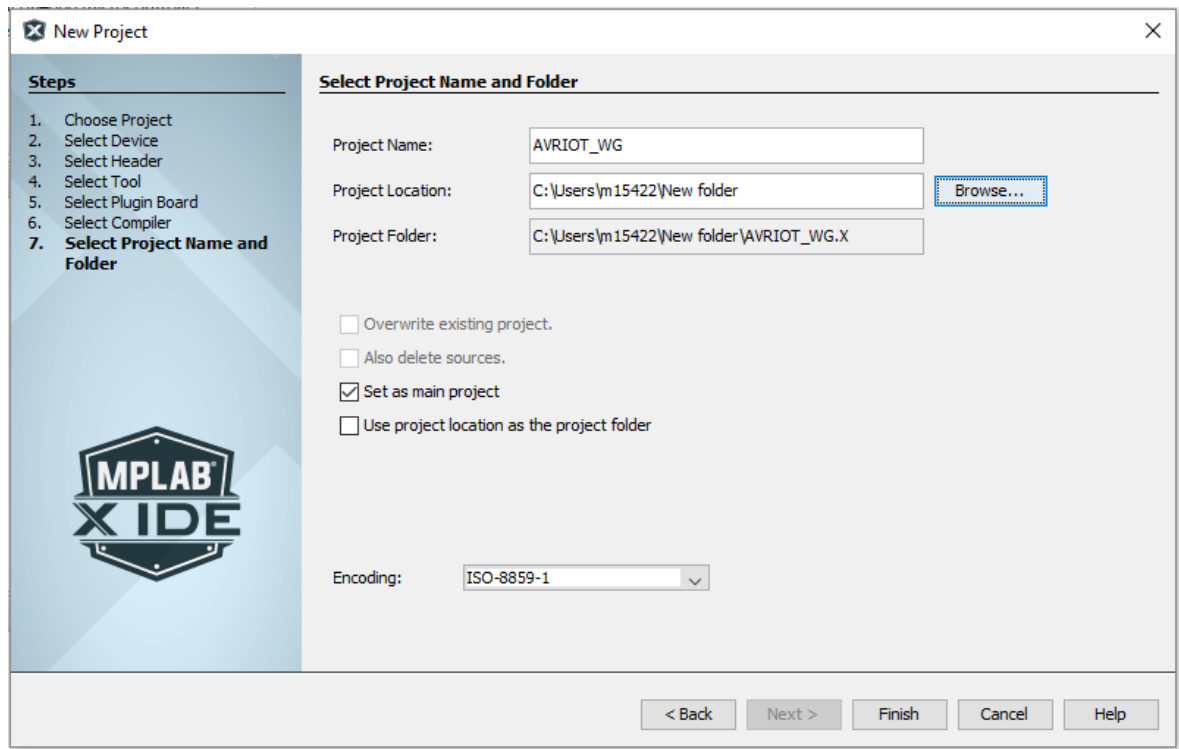 New Project
Steps
1. Choose Project
2. Select Device
3. Select Header
4. Select Tool
5. Select Plugin Board
6. Select Compiler
7. Select Project Name and
Folder
MPLAB®
X IDE
Select Project Name and Folder
Project Name: AVRIOT_WG
Project Location: C:\Users\m15422\New folder Browse...
Project Folder: C:\Users\m15422\New folder\AVRIOT_WG.X
Overwrite existing project.
Also delete sources.
Set as main project
Use project location as the project folder
Encoding: ISO-8859-1
< Back Next > Finish Cancel Help